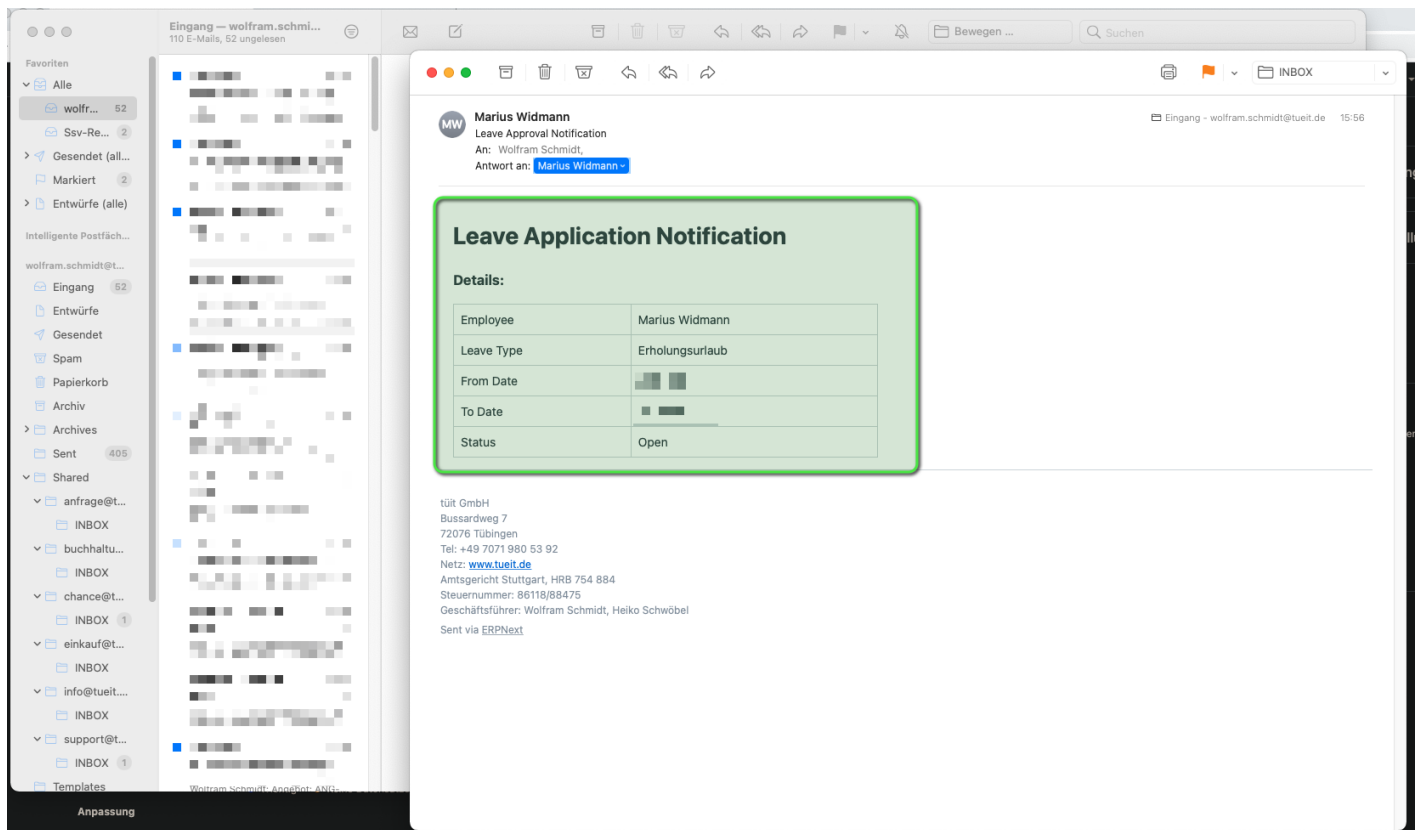 Eingang — wolfram.schmi...
110 E-Mails, 52 ungelesen
Bewegen ...
Suchen
Favoriten
Alle
wolfr... 52
Ssv-Re... 2
Gesendet (all...
Markiert 2
Entwürfe (alle)
Intelligente Postfäch...
wolfram.schmidt@t...
Eingang 52
Entwürfe
Gesendet
Spam
Papierkorb
Archiv
Archives
Sent 405
Shared
anfrage@t...
INBOX
buchhaltu...
INBOX
chance@t...
INBOX 1
einkauf@t...
INBOX
info@tueit....
INBOX
support@t...
INBOX 1
Templates
Wolfram Schmidt: Angebot: ANG-
Anpassung
INBOX
MW
Marius Widmann
Eingang - wolfram.schmidt@tueit.de 15:56
Leave Approval Notification
An: Wolfram Schmidt,
Antwort an: Marius Widmann
Leave Application Notification
Details:
Employee Marius Widmann
Leave Type Erholungsurlaub
From Date
To Date
Status Open
tüit GmbH
Bussardweg 7
72076 Tübingen
Tel: +49 7071 980 53 92
Netz: www.tueit.de
Amtsgericht Stuttgart, HRB 754 884
Steuernummer: 86118/88475
Geschäftsführer: Wolfram Schmidt, Heiko Schwöbel
Sent via ERPNext